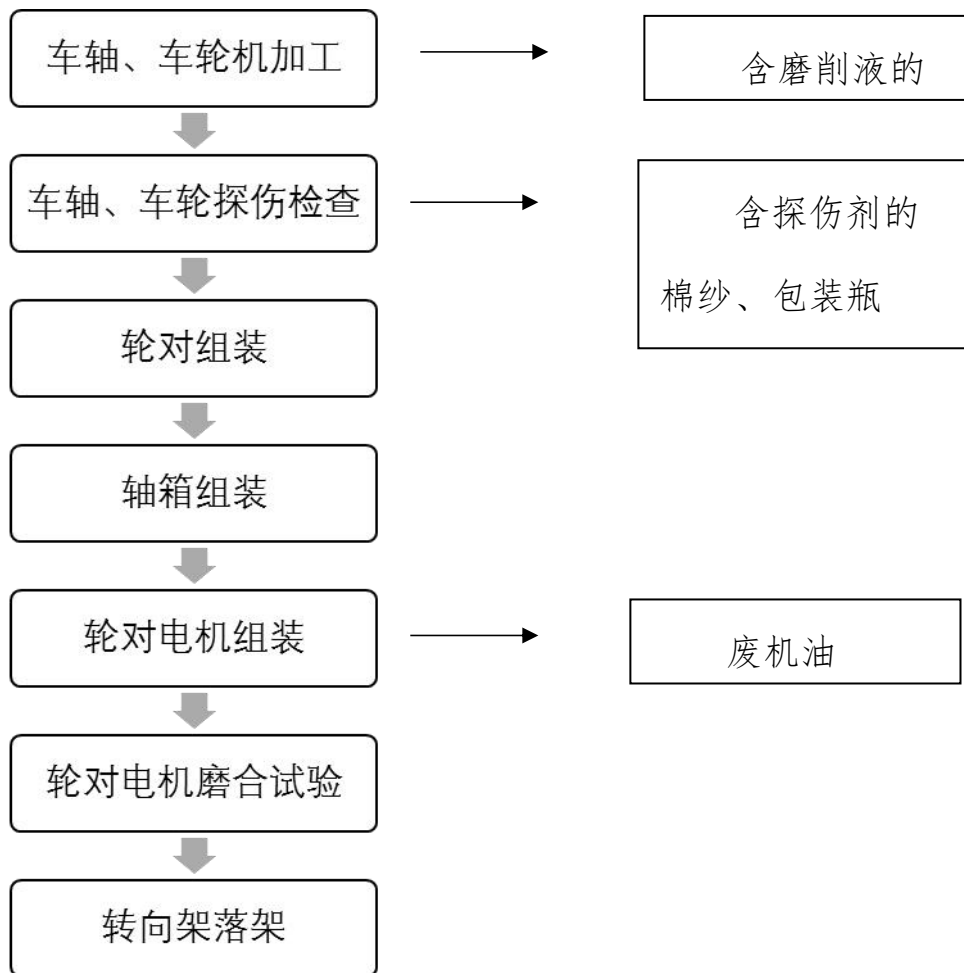 车轴、车轮机加工
含磨削液的
车轴、车轮探伤检查
含探伤剂的
棉纱、包装瓶
轮对组装
轴箱组装
轮对电机组装
废机油
轮对电机磨合试验
转向架落架